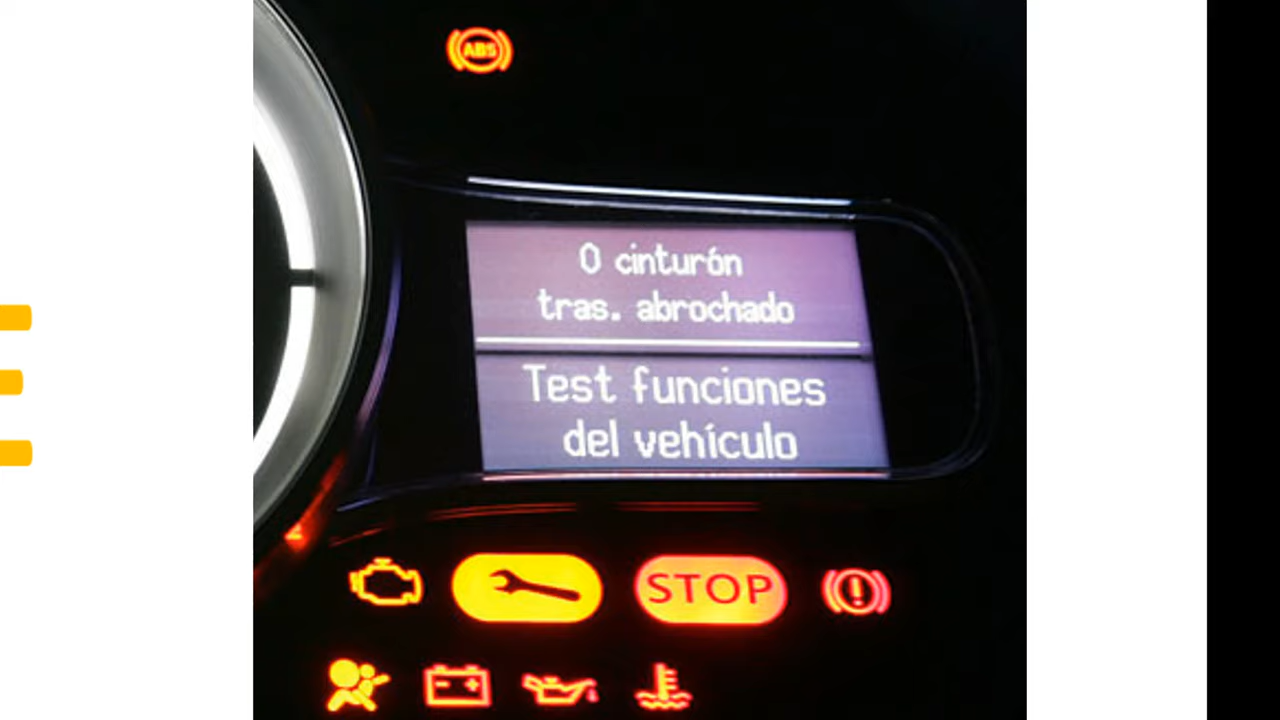 ABS
0 cinturón
tras. abrochado
Test funciones
del vehículo
STOP